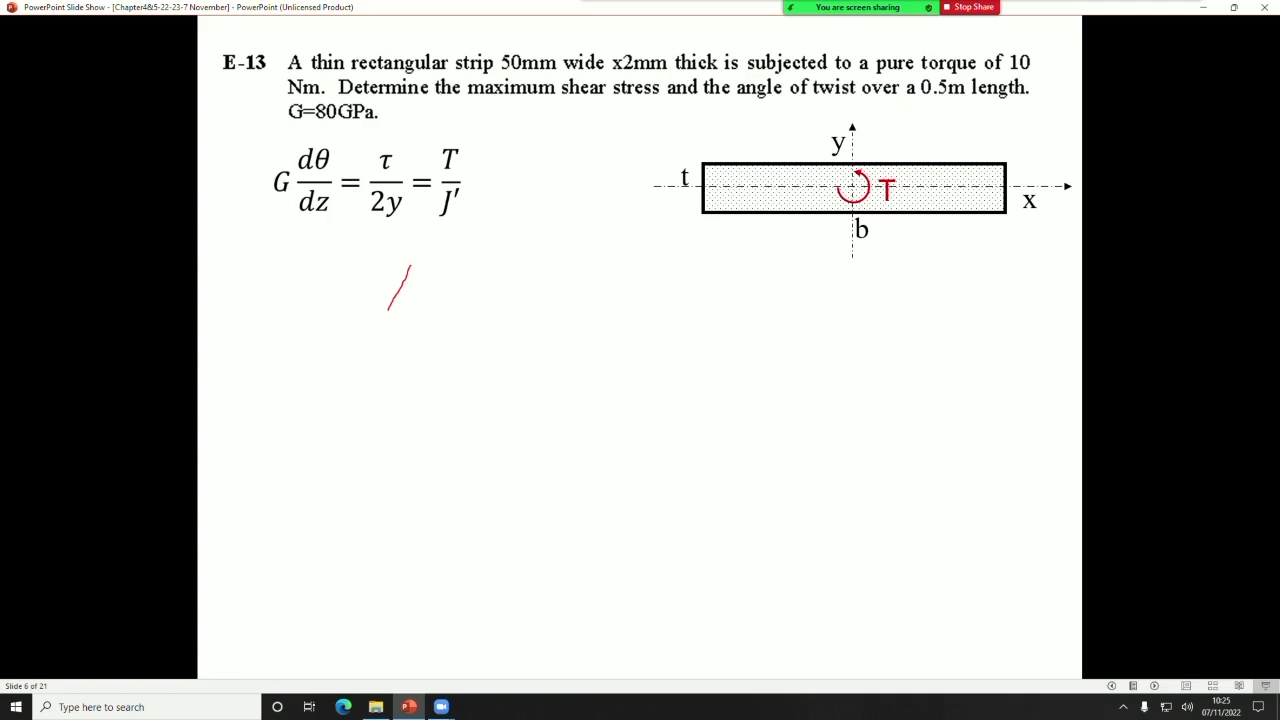 PowerPoint Slide Show - [Chapter4&5-22-23-7 November] - PowerPoint (Unlicensed Product)
You are screen sharing
Stop Share
E-13 A thin rectangular strip 50mm wide x2mm thick is subjected to a pure torque of 10
Nm. Determine the maximum shear stress and the angle of twist over a 0.5m length.
G=80GPa.
G dθ/dz = τ/2y = T/J′
y
t
T
x
b
Slide 6 of 21
Type here to search
10:25
07/11/2022